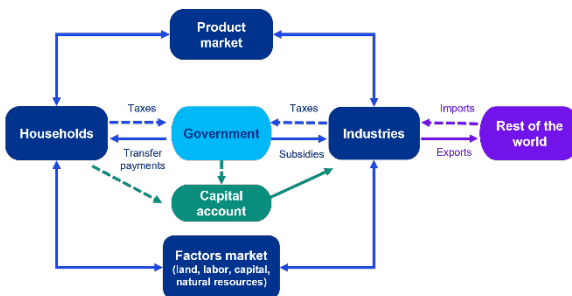 Product
market
Taxes
Taxes
Imports
Households
Government
Industries
Rest of the
world
Transfer
payments
Subsidies
Exports
Capital
account
Factors market
(land, labor, capital,
natural resources)